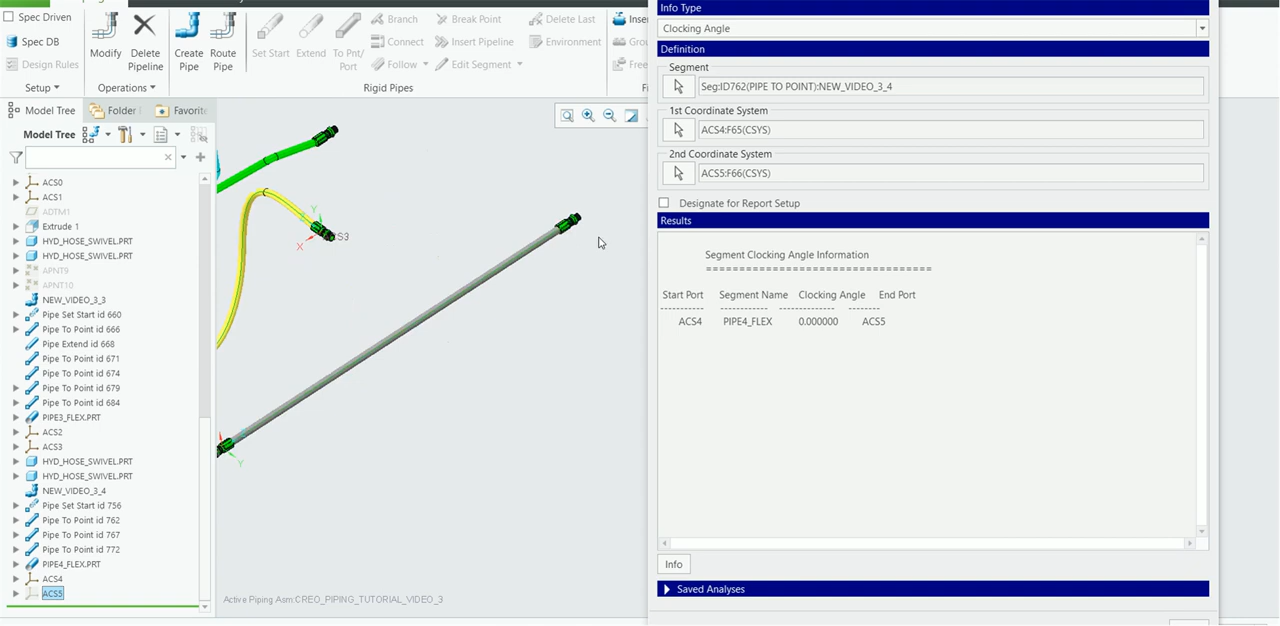 Spec Driven
Spec DB
Design Rules
Setup
Modify
Delete Pipeline
Operations
Create Pipe
Route Pipe
Set Start
Extend
To Pnt/ Port
Branch
Connect
Follow
Break Point
Insert Pipeline
Edit Segment
Delete Last
Environment
Rigid Pipes
Model Tree
Folder
Favorite
Model Tree
ACS0
ACS1
ADTM1
Extrude 1
HYD_HOSE_SWIVEL.PRT
HYD_HOSE_SWIVEL.PRT
APNT9
APNT10
NEW_VIDEO_3_3
Pipe Set Start id 660
Pipe To Point id 666
Pipe Extend id 668
Pipe To Point id 671
Pipe To Point id 674
Pipe To Point id 679
Pipe To Point id 684
PIPE3_FLEX.PRT
ACS2
ACS3
HYD_HOSE_SWIVEL.PRT
HYD_HOSE_SWIVEL.PRT
NEW_VIDEO_3_4
Pipe Set Start id 756
Pipe To Point id 762
Pipe To Point id 767
Pipe To Point id 772
PIPE4_FLEX.PRT
ACS4
ACS5
Y
X
Y
Active Piping Asm:CREO_PIPING_TUTORIAL_VIDEO_3
Info Type
Clocking Angle
Definition
Segment
Seg:ID762(PIPE TO POINT):NEW_VIDEO_3_4
1st Coordinate System
ACS4:F65(CSYS)
2nd Coordinate System
ACS5:F66(CSYS)
Designate for Report Setup
Results
Segment Clocking Angle Information
==================================
Start Port Segment Name Clocking Angle End Port
----------- ------------ -------------- --------
ACS4 PIPE4_FLEX 0.000000 ACS5
Info
Saved Analyses